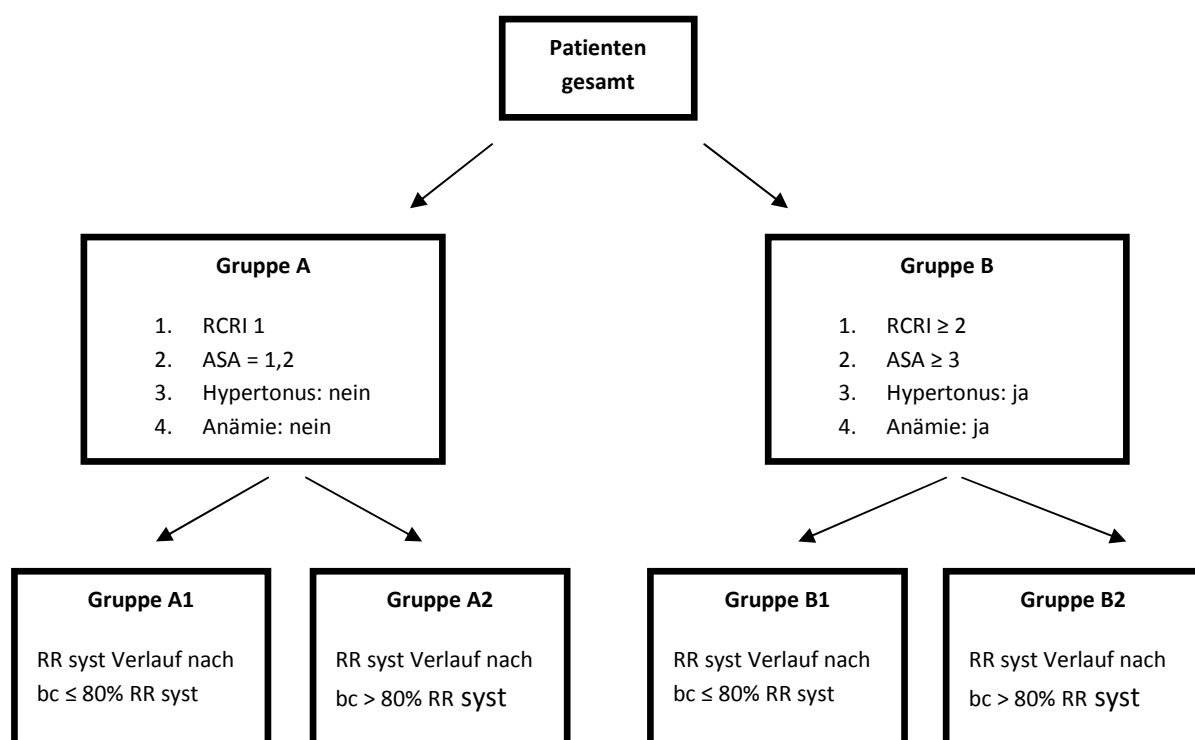 Patienten
gesamt
Gruppe A
1. RCRI 1
2. ASA = 1,2
3. Hypertonus: nein
4. Anämie: nein
Gruppe B
1. RCRI ≥ 2
2. ASA ≥ 3
3. Hypertonus: ja
4. Anämie: ja
Gruppe A1
RR syst Verlauf nach
bc ≤ 80% RR syst
Gruppe A2
RR syst Verlauf nach
bc > 80% RR syst
Gruppe B1
RR syst Verlauf nach
bc ≤ 80% RR syst
Gruppe B2
RR syst Verlauf nach
bc > 80% RR syst